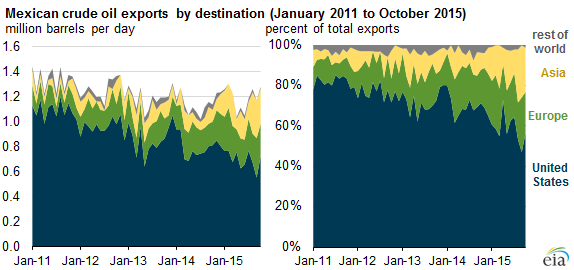 Mexican crude oil exports by destination (January 2011 to October 2015)
million barrels per day
percent of total exports
1.6
1.4
1.2
1.0
0.8
0.6
0.4
0.2
0.0
Jan-11
Jan-12
Jan-13
Jan-14
Jan-15
100%
80%
60%
40%
20%
0%
Jan-11
Jan-12
Jan-13
Jan-14
Jan-15
rest of
world
Asia
Europe
United
States
eia